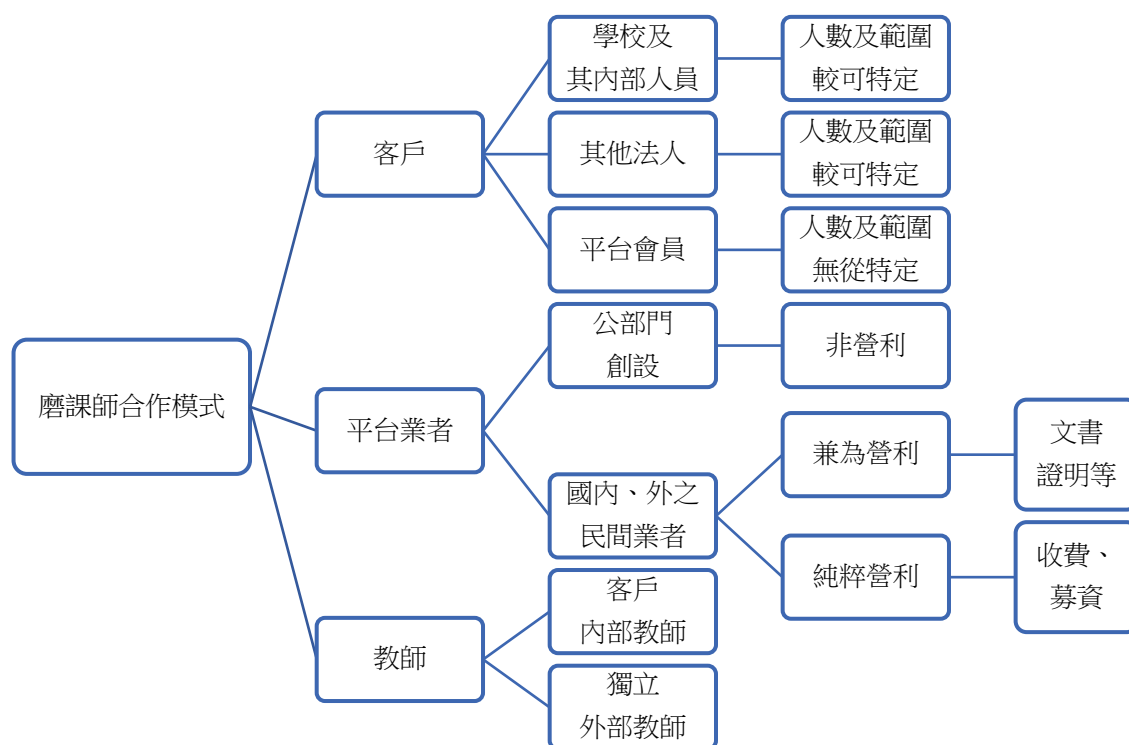 磨課師合作模式
客戶
學校及
其內部人員
人數及範圍
較可特定
其他法人
人數及範圍
較可特定
平台會員
人數及範圍
無從特定
平台業者
公部門
創設
非營利
國內、外之
民間業者
兼為營利
文書
證明等
純粹營利
收費、
募資
教師
客戶
內部教師
獨立
外部教師